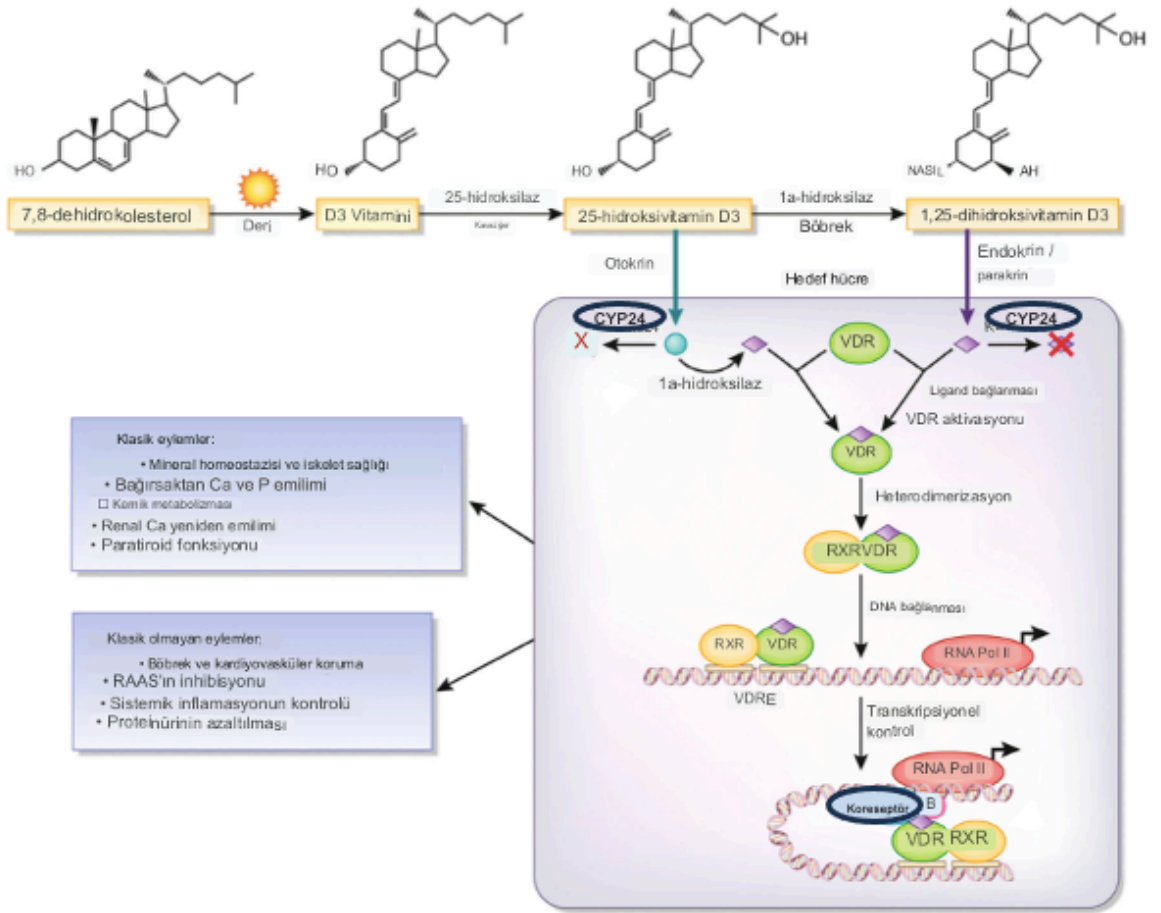 OH
OH
HO
HO
HO
NASIL
AH
7,8-dehidrokolesterol
Deri
D3 Vitamini
25-hidroksilaz
25-hidroksivitamin D3
1a-hidroksilaz
Böbrek
1,25-dihidroksivitamin D3
Otokrin
Hedef hücre
Endokrin /
parakrin
CYP24
CYP24
X
VDR
1a-hidroksilaz
Ligand bağlanması
VDR aktivasyonu
VDR
Heterodimerizasyon
RXRVDR
DNA bağlanması
RXR
VDR
RNA Pol II
VDRE
Transkripsiyonel
kontrol
RNA Pol II
Koreseptör
B
VDR RXR
Klasik eylemler:
• Mineral homeostazisi ve iskelet sağlığı
• Bağırsaktan Ca ve P emilimi
□ Kemik metabolizması
• Renal Ca yeniden emilimi
• Paratiroid fonksiyonu
Klasik olmayan eylemler;
• Böbrek ve kardiyovasküler koruma
• RAAS'ın inhibisyonu
• Sistemik inflamasyonun kontrolü
• Proteinürinin azaltılması